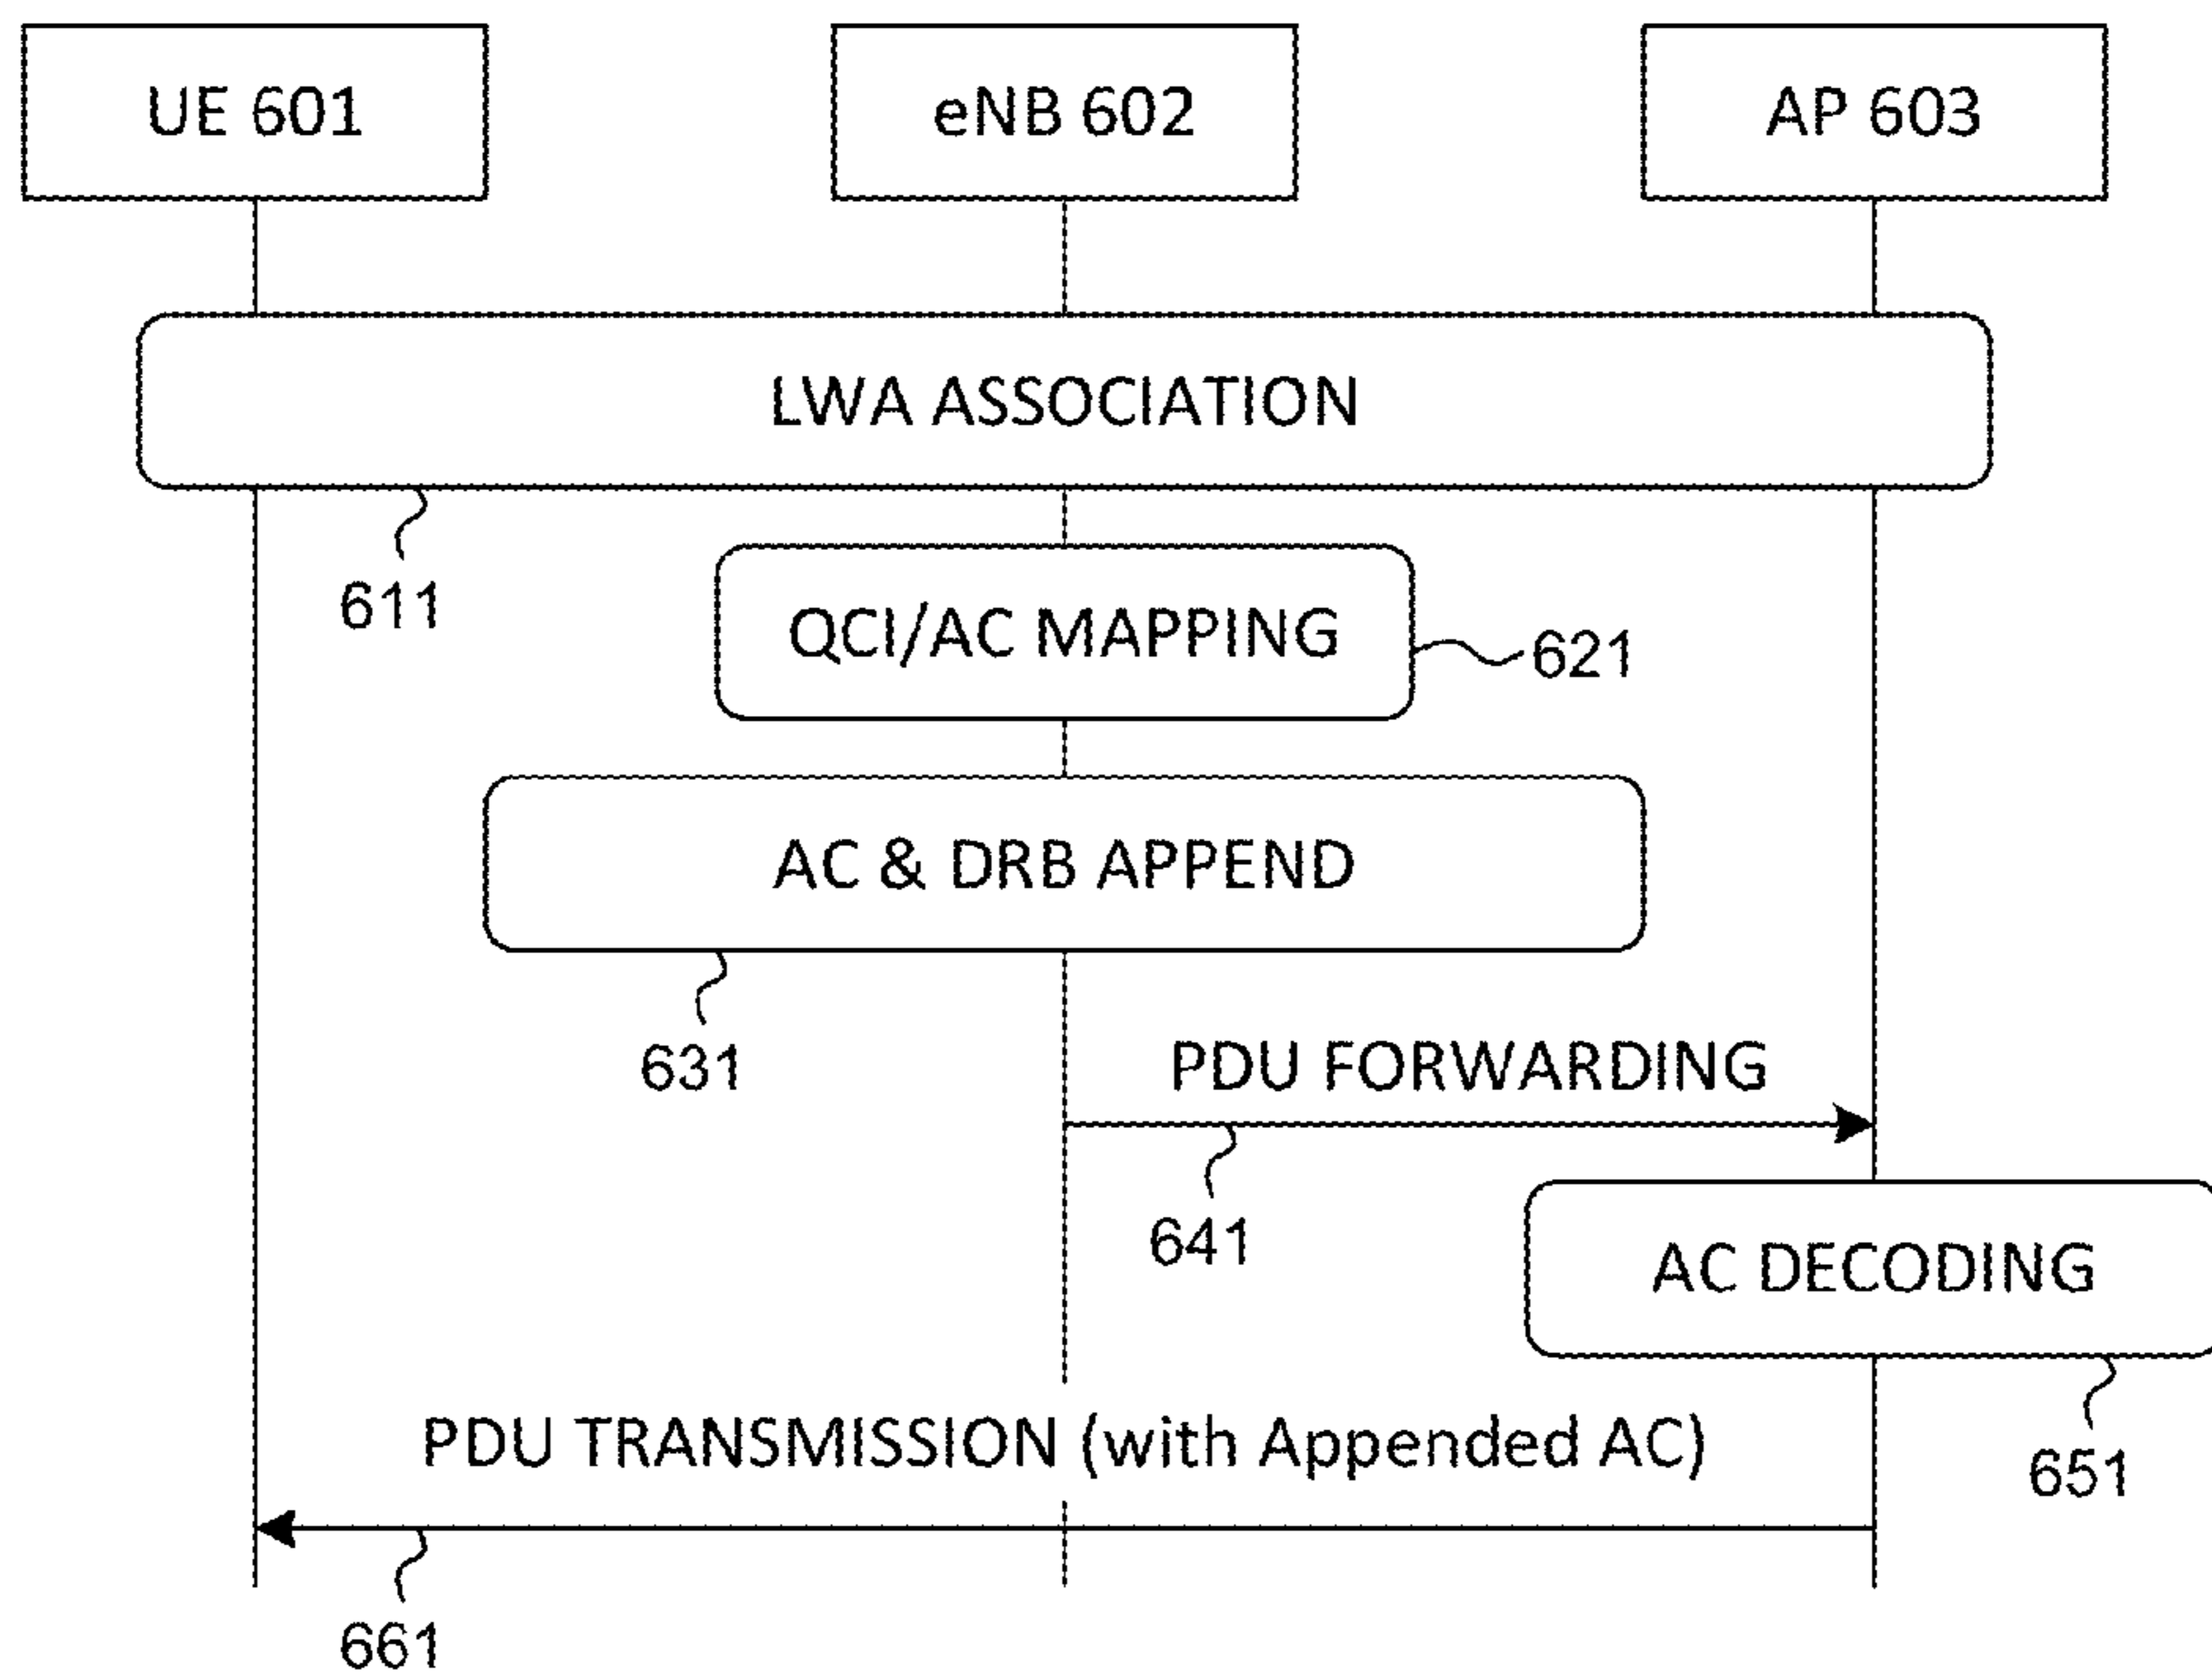 UE 601
eNB 602
AP 603
LWA ASSOCIATION
611
QCI/AC MAPPING
621
AC & DRB APPEND
631
PDU FORWARDING
641
AC DECODING
651
PDU TRANSMISSION (with Appended AC)
661